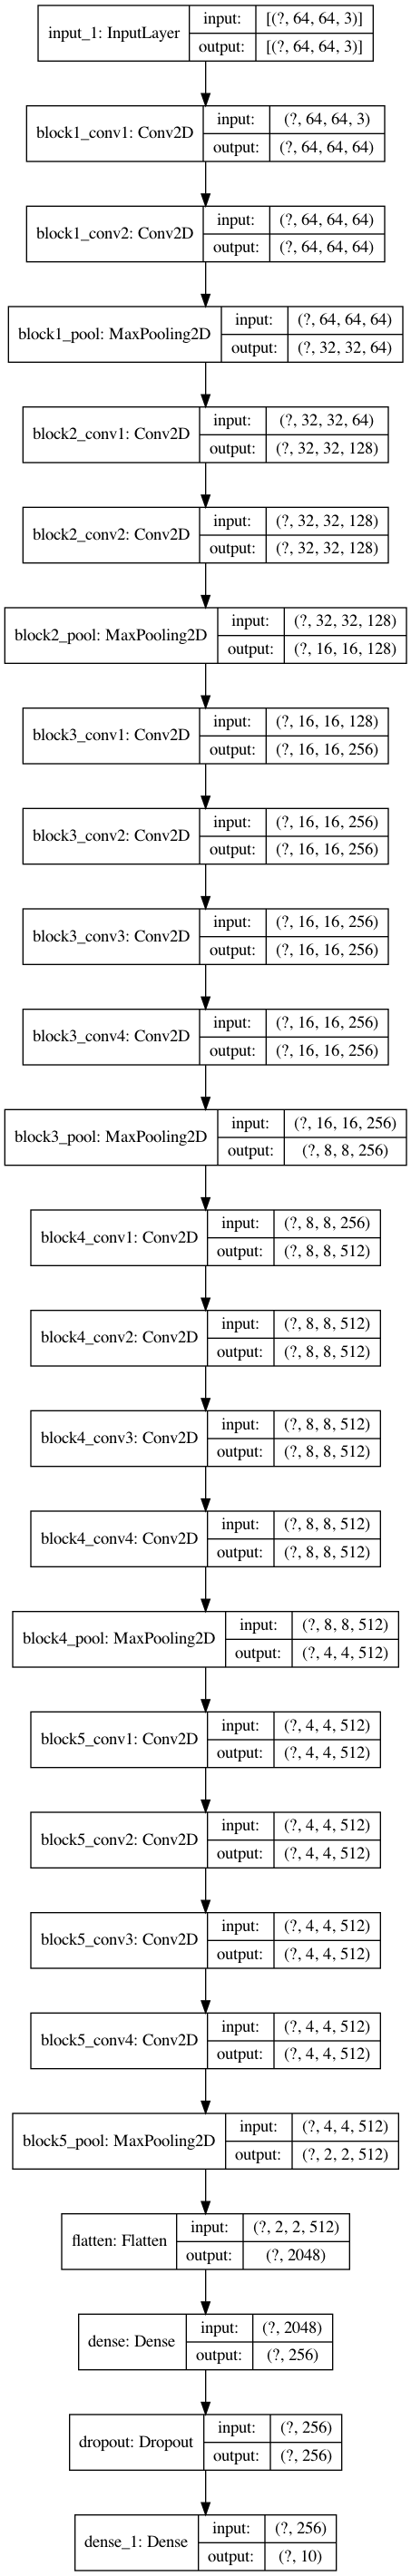 input_1: InputLayer
input:
[(?, 64, 64, 3)]
output:
[(?, 64, 64, 3)]
block1_conv1: Conv2D
input:
(?, 64, 64, 3)
output:
(?, 64, 64, 64)
block1_conv2: Conv2D
input:
(?, 64, 64, 64)
output:
(?, 64, 64, 64)
block1_pool: MaxPooling2D
input:
(?, 64, 64, 64)
output:
(?, 32, 32, 64)
block2_conv1: Conv2D
input:
(?, 32, 32, 64)
output:
(?, 32, 32, 128)
block2_conv2: Conv2D
input:
(?, 32, 32, 128)
output:
(?, 32, 32, 128)
block2_pool: MaxPooling2D
input:
(?, 32, 32, 128)
output:
(?, 16, 16, 128)
block3_conv1: Conv2D
input:
(?, 16, 16, 128)
output:
(?, 16, 16, 256)
block3_conv2: Conv2D
input:
(?, 16, 16, 256)
output:
(?, 16, 16, 256)
block3_conv3: Conv2D
input:
(?, 16, 16, 256)
output:
(?, 16, 16, 256)
block3_conv4: Conv2D
input:
(?, 16, 16, 256)
output:
(?, 16, 16, 256)
block3_pool: MaxPooling2D
input:
(?, 16, 16, 256)
output:
(?, 8, 8, 256)
block4_conv1: Conv2D
input:
(?, 8, 8, 256)
output:
(?, 8, 8, 512)
block4_conv2: Conv2D
input:
(?, 8, 8, 512)
output:
(?, 8, 8, 512)
block4_conv3: Conv2D
input:
(?, 8, 8, 512)
output:
(?, 8, 8, 512)
block4_conv4: Conv2D
input:
(?, 8, 8, 512)
output:
(?, 8, 8, 512)
block4_pool: MaxPooling2D
input:
(?, 8, 8, 512)
output:
(?, 4, 4, 512)
block5_conv1: Conv2D
input:
(?, 4, 4, 512)
output:
(?, 4, 4, 512)
block5_conv2: Conv2D
input:
(?, 4, 4, 512)
output:
(?, 4, 4, 512)
block5_conv3: Conv2D
input:
(?, 4, 4, 512)
output:
(?, 4, 4, 512)
block5_conv4: Conv2D
input:
(?, 4, 4, 512)
output:
(?, 4, 4, 512)
block5_pool: MaxPooling2D
input:
(?, 4, 4, 512)
output:
(?, 2, 2, 512)
flatten: Flatten
input:
(?, 2, 2, 512)
output:
(?, 2048)
dense: Dense
input:
(?, 2048)
output:
(?, 256)
dropout: Dropout
input:
(?, 256)
output:
(?, 256)
dense_1: Dense
input:
(?, 256)
output:
(?, 10)